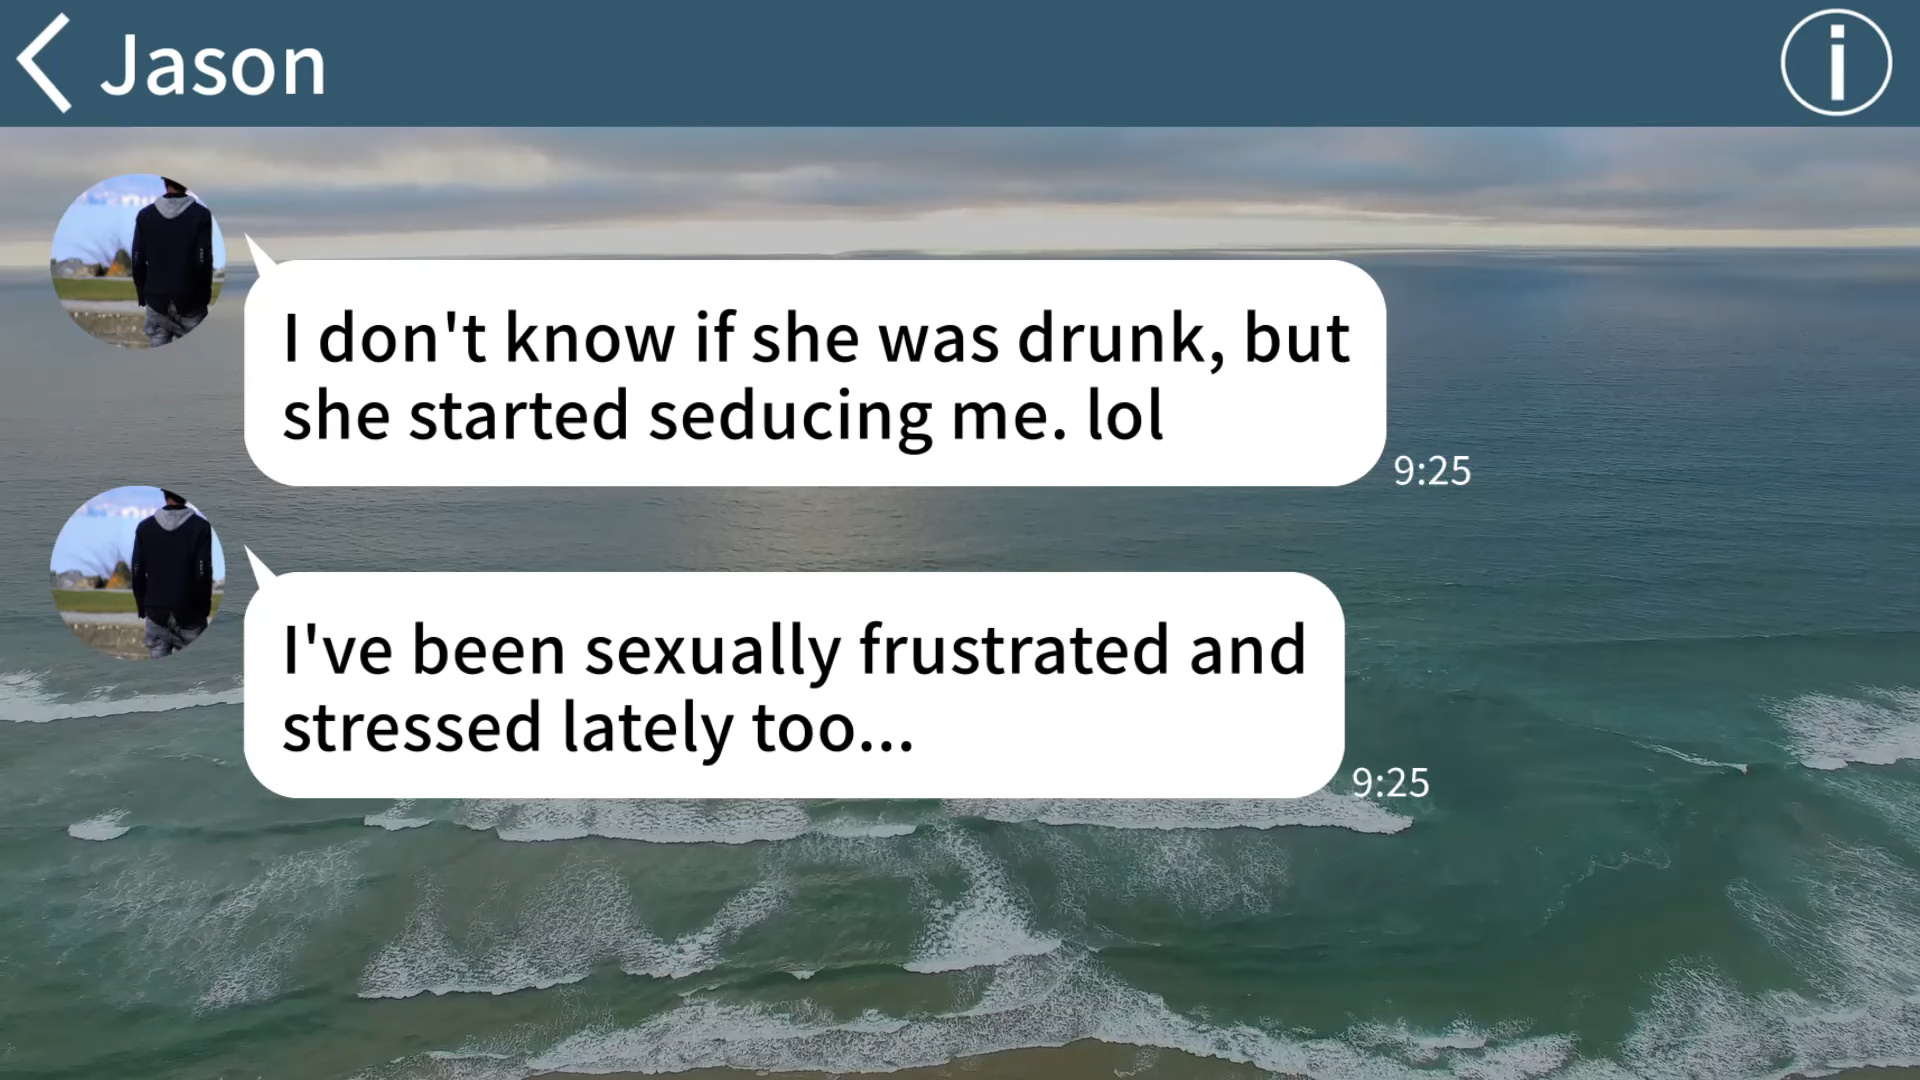 Jason
I don't know if she was drunk, but
she started seducing me. lol
9:25
I've been sexually frustrated and
stressed lately too...
9:25